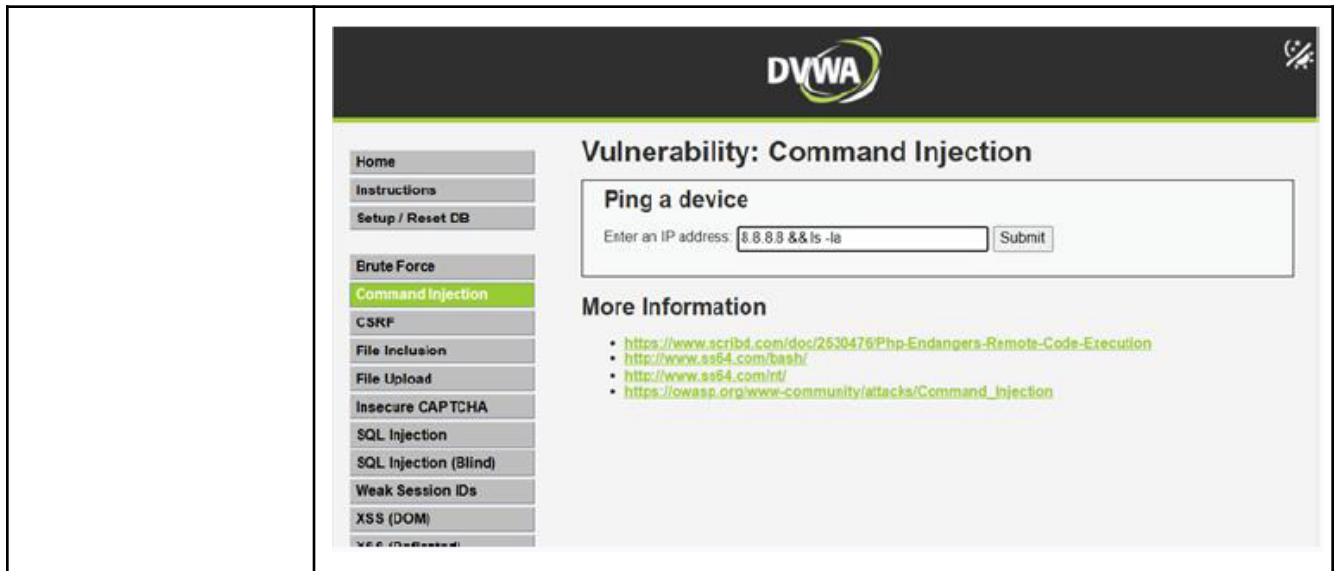 DVWA
Vulnerability: Command Injection
Home
Instructions
Setup / Reset DB
Ping a device
Enter an IP address: 8.8.8.8 && ls -la Submit
Brute Force
Command Injection
CSRF
File Inclusion
File Upload
Insecure CAPTCHA
SQL Injection
SQL Injection (Blind)
Weak Session IDs
XSS (DOM)
XSS (Reflected)
More Information
https://www.scribd.com/doc/2530476/Php-Endangers-Remote-Code-Execution
http://www.ss64.com/bash/
http://www.ss64.com/nt/
https://owasp.org/www-community/attacks/Command_Injection